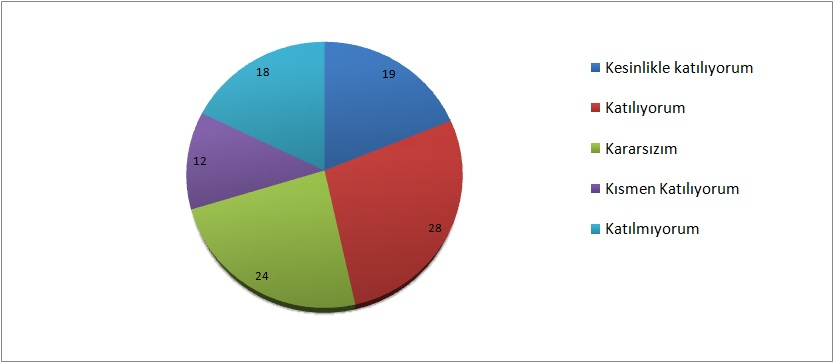 19
28
24
12
18
Kesinlikle katılıyorum
Katılıyorum
Kararsızım
Kısmen Katılıyorum
Katılmıyorum